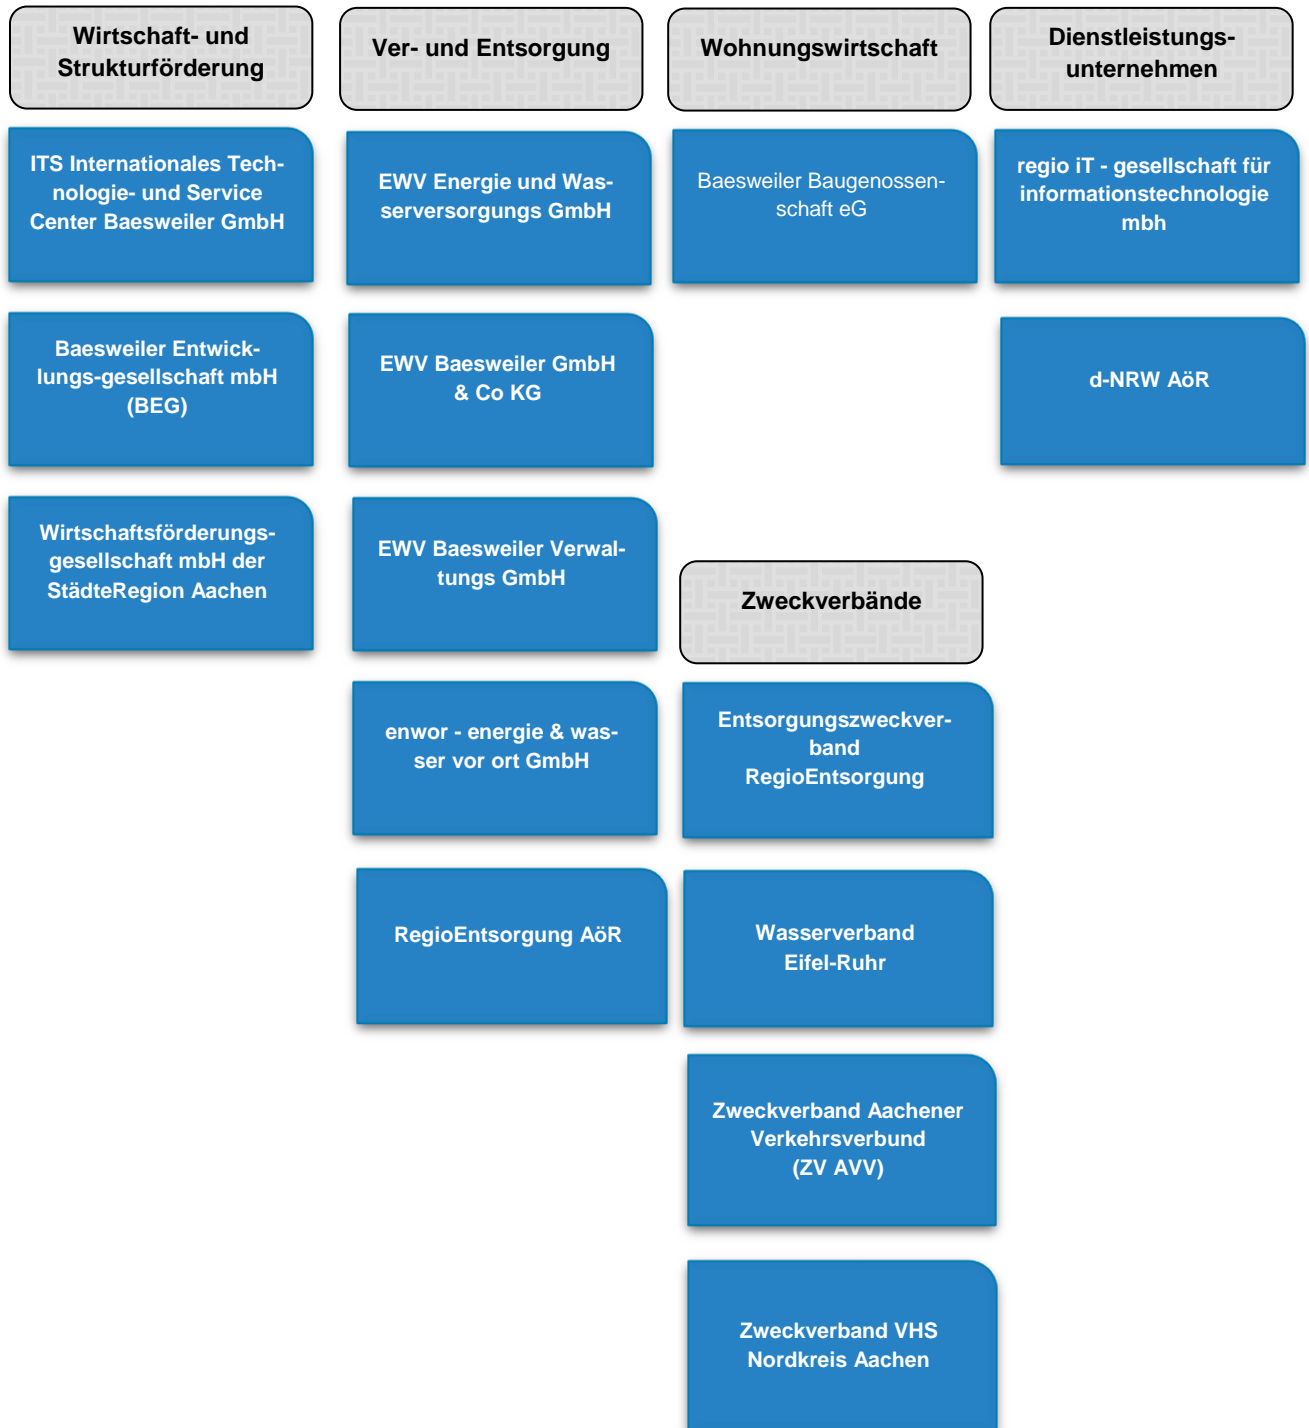 Wirtschaft- und
Strukturförderung
ITS Internationales Tech-
nologie- und Service
Center Baesweiler GmbH
Baesweiler Entwick-
lungs-gesellschaft mbH
(BEG)
Wirtschaftsförderungs-
gesellschaft mbH der
StädteRegion Aachen
Ver- und Entsorgung
EWV Energie und Was-
serversorgungs GmbH
EWV Baesweiler GmbH
& Co KG
EWV Baesweiler Verwal-
tungs GmbH
enwor - energie & was-
ser vor ort GmbH
RegioEntsorgung AöR
Wohnungswirtschaft
Baesweiler Baugenossen-
schaft eG
Zweckverbände
Entsorgungszweckver-
band
RegioEntsorgung
Wasserverband
Eifel-Ruhr
Zweckverband Aachener
Verkehrsverbund
(ZV AVV)
Zweckverband VHS
Nordkreis Aachen
Dienstleistungs-
unternehmen
regio iT - gesellschaft für
informationstechnologie
mbh
d-NRW AöR